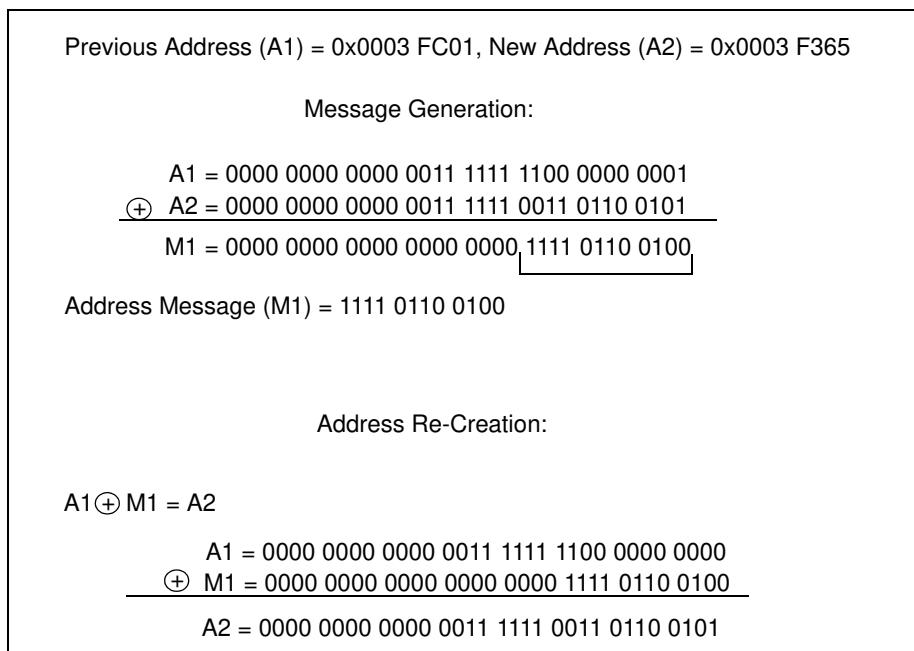 Previous Address (A1) = 0x0003 FC01, New Address (A2) = 0x0003 F365
Message Generation:
A1 = 0000 0000 0000 0011 1111 1100 0000 0001
⊕ A2 = 0000 0000 0000 0011 1111 0011 0110 0101
M1 = 0000 0000 0000 0000 0000 1111 0110 0100
Address Message (M1) = 1111 0110 0100
Address Re-Creation:
A1 ⊕ M1 = A2
A1 = 0000 0000 0000 0011 1111 1100 0000 0000
⊕ M1 = 0000 0000 0000 0000 0000 1111 0110 0100
A2 = 0000 0000 0000 0011 1111 0011 0110 0101